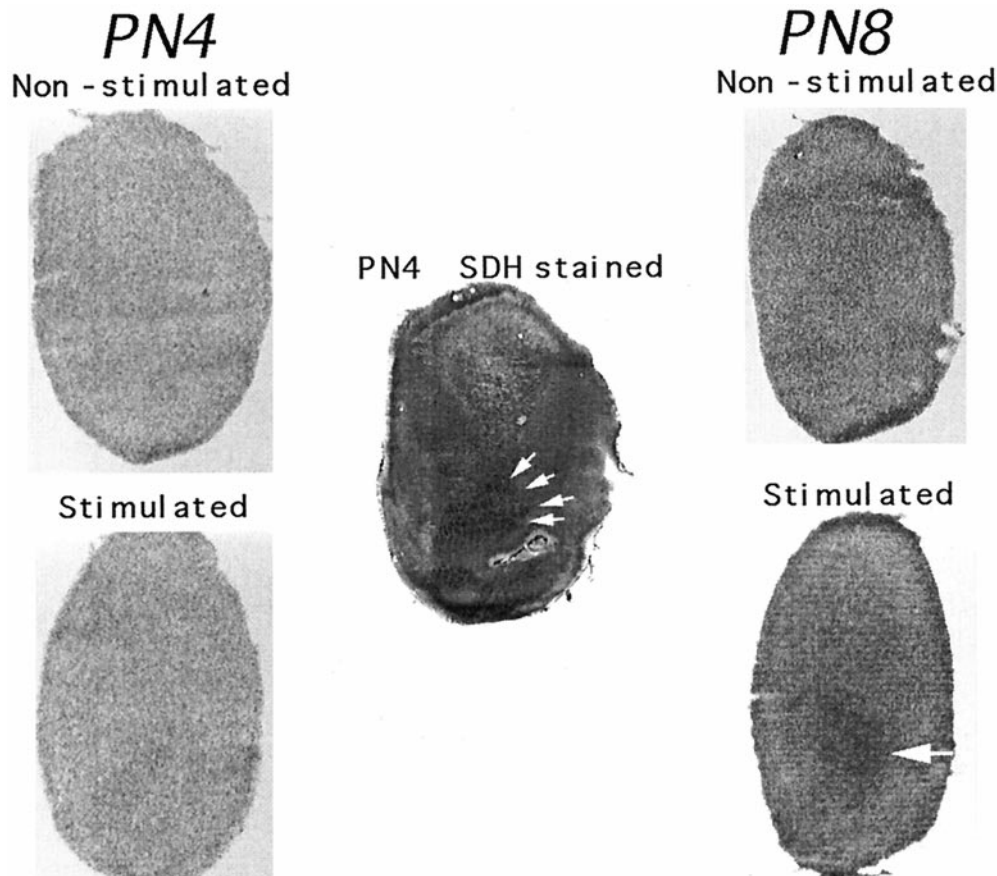 PN4
Non-stimulated
Stimulated
PN4 SDH stained
PN8
Non-stimulated
Stimulated